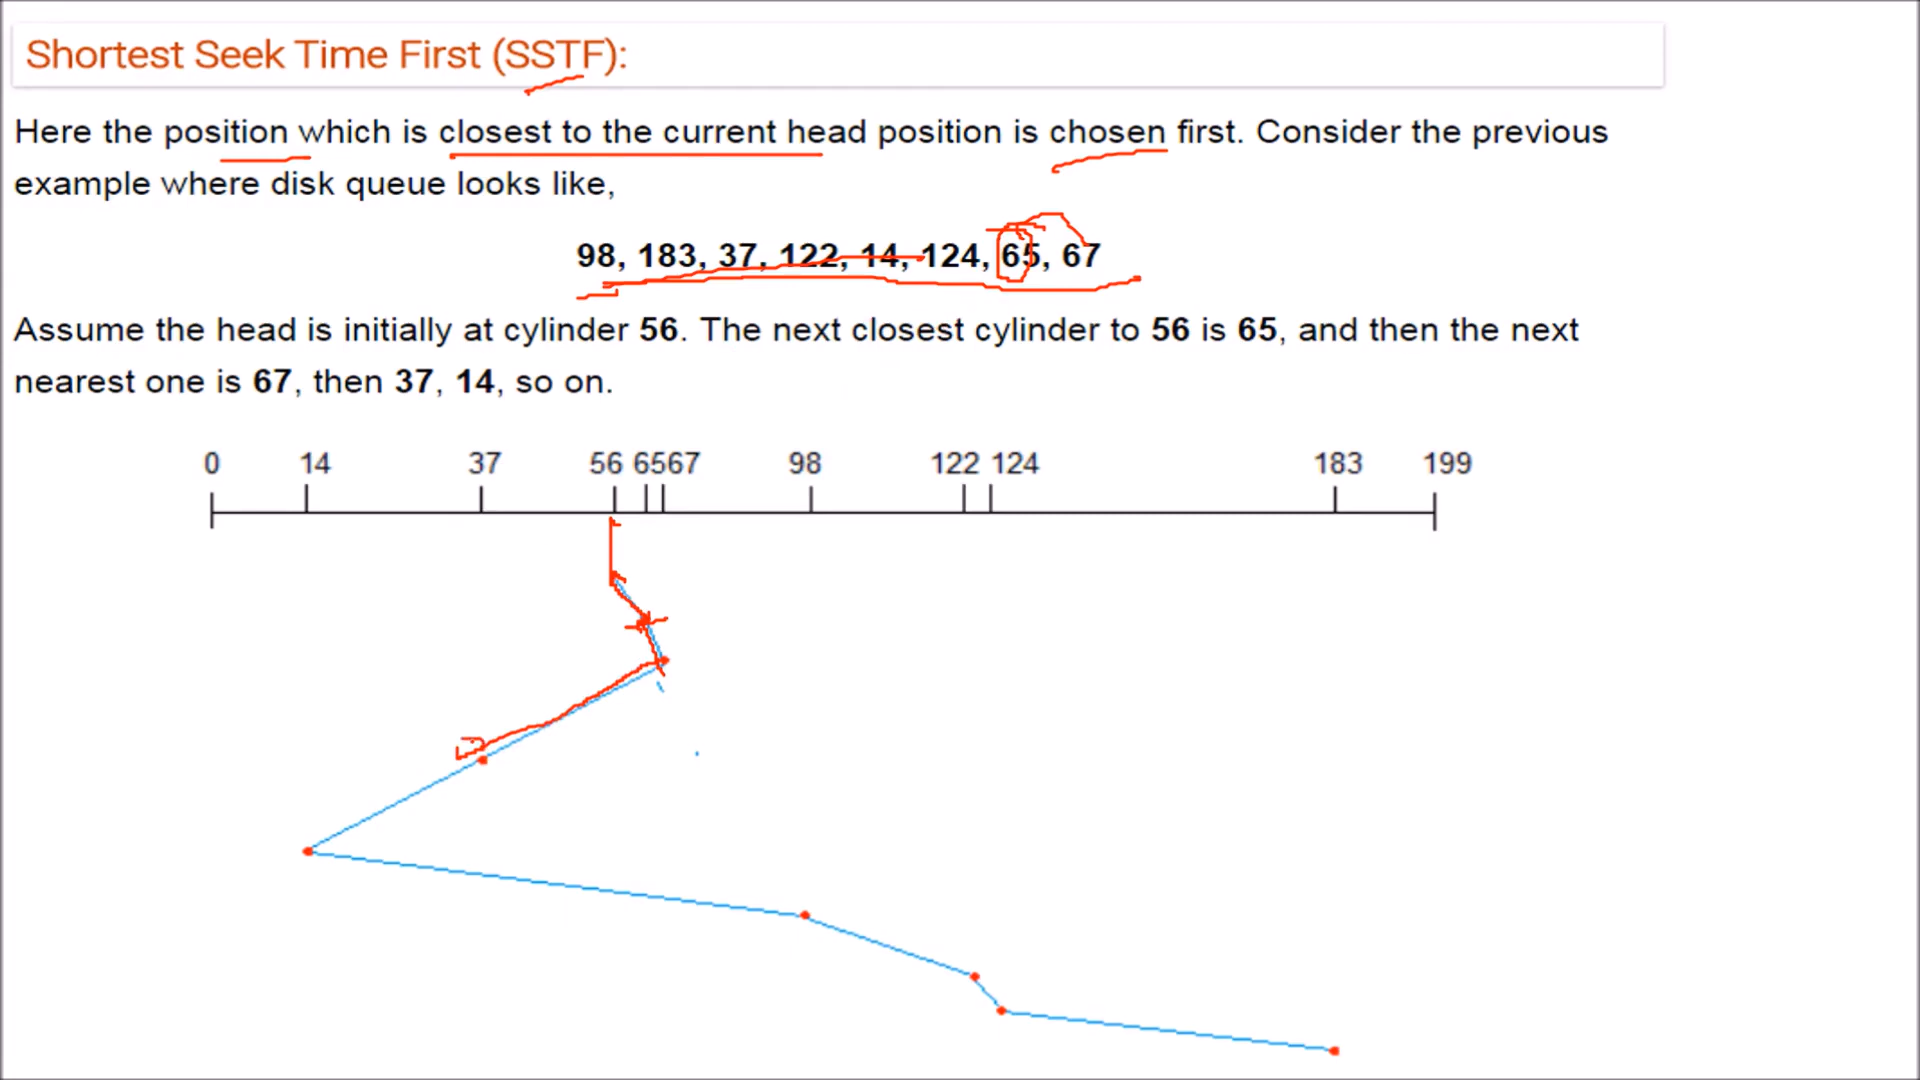 Shortest Seek Time First (SSTF):
Here the position which is closest to the current head position is chosen first. Consider the previous
example where disk queue looks like,
98, 183, 37, 122, 14, 124, 65, 67
Assume the head is initially at cylinder 56. The next closest cylinder to 56 is 65, and then the next
nearest one is 67, then 37, 14, so on.
0 14 37 56 65 67 98 122 124 183 199